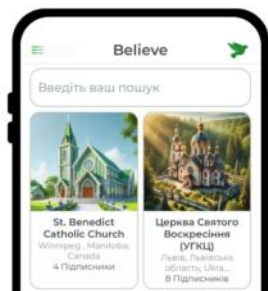 Believe
Введіть ваш пошук
St. Benedict
Catholic Church
Winnipeg , Manitoba,
Canada
4 Підписники
Церква Святого
Воскресіння
(УГКЦ)
Львів, Львівська
область, Ukra...
8 Підписників